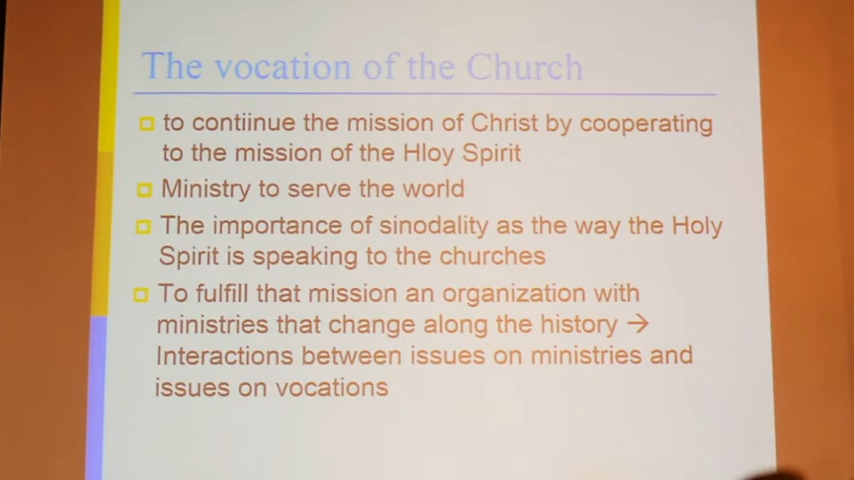 The vocation of the Church
to contiinue the mission of Christ by cooperating
to the mission of the Hloy Spirit
Ministry to serve the world
The importance of sinodality as the way the Holy
Spirit is speaking to the churches
To fulfill that mission an organization with
ministries that change along the history →
Interactions between issues on ministries and
issues on vocations